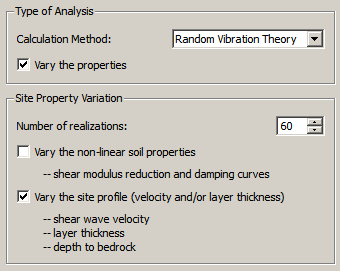 Type of Analysis
Calculation Method: Random Vibration Theory
Vary the properties
Site Property Variation
Number of realizations: 60
Vary the non-linear soil properties
-- shear modulus reduction and damping curves
Vary the site profile (velocity and/or layer thickness)
-- shear wave velocity
-- layer thickness
-- depth to bedrock